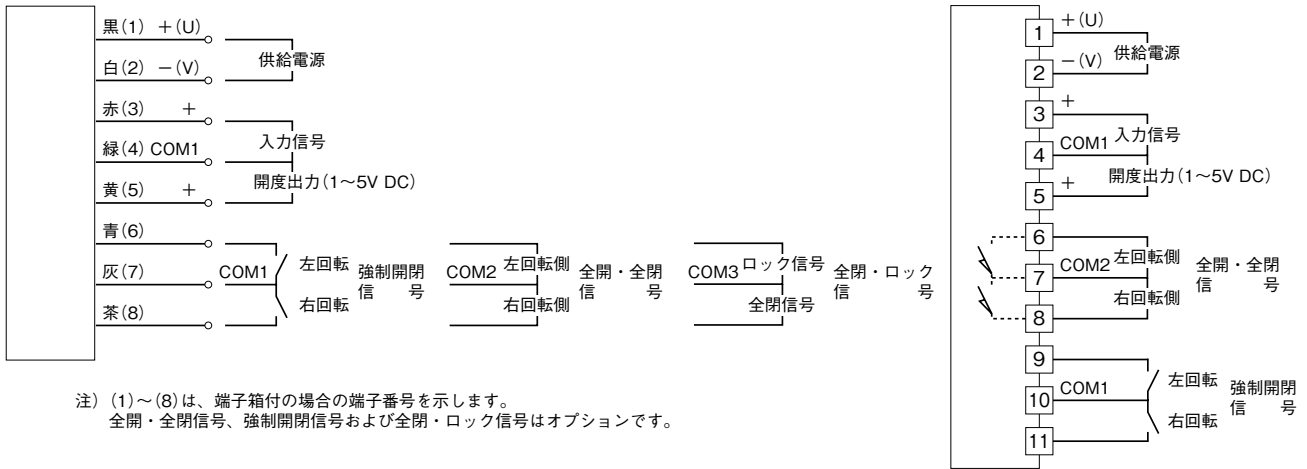 黒(1) +(U)
供給電源
白(2) −(V)
赤(3) +
入力信号
緑(4) COM1
開度出力(1〜5V DC)
黄(5) +
青(6)
灰(7)
茶(8)
COM1
左回転
右回転
強制開閉
信 号
COM2
左回転側
右回転側
全開・全閉
信 号
COM3
ロック信号
全閉信号
全閉・ロック
信 号
注) (1)〜(8)は、端子箱付の場合の端子番号を示します。
全開・全閉信号、強制開閉信号および全閉・ロック信号はオプションです。
1 +(U)
供給電源
2 −(V)
3 +
入力信号
4 COM1
開度出力(1〜5V DC)
5 +
6
左回転側
7 COM2
右回転側
8
全開・全閉
信 号
9
左回転
10 COM1
右回転
11
強制開閉
信 号